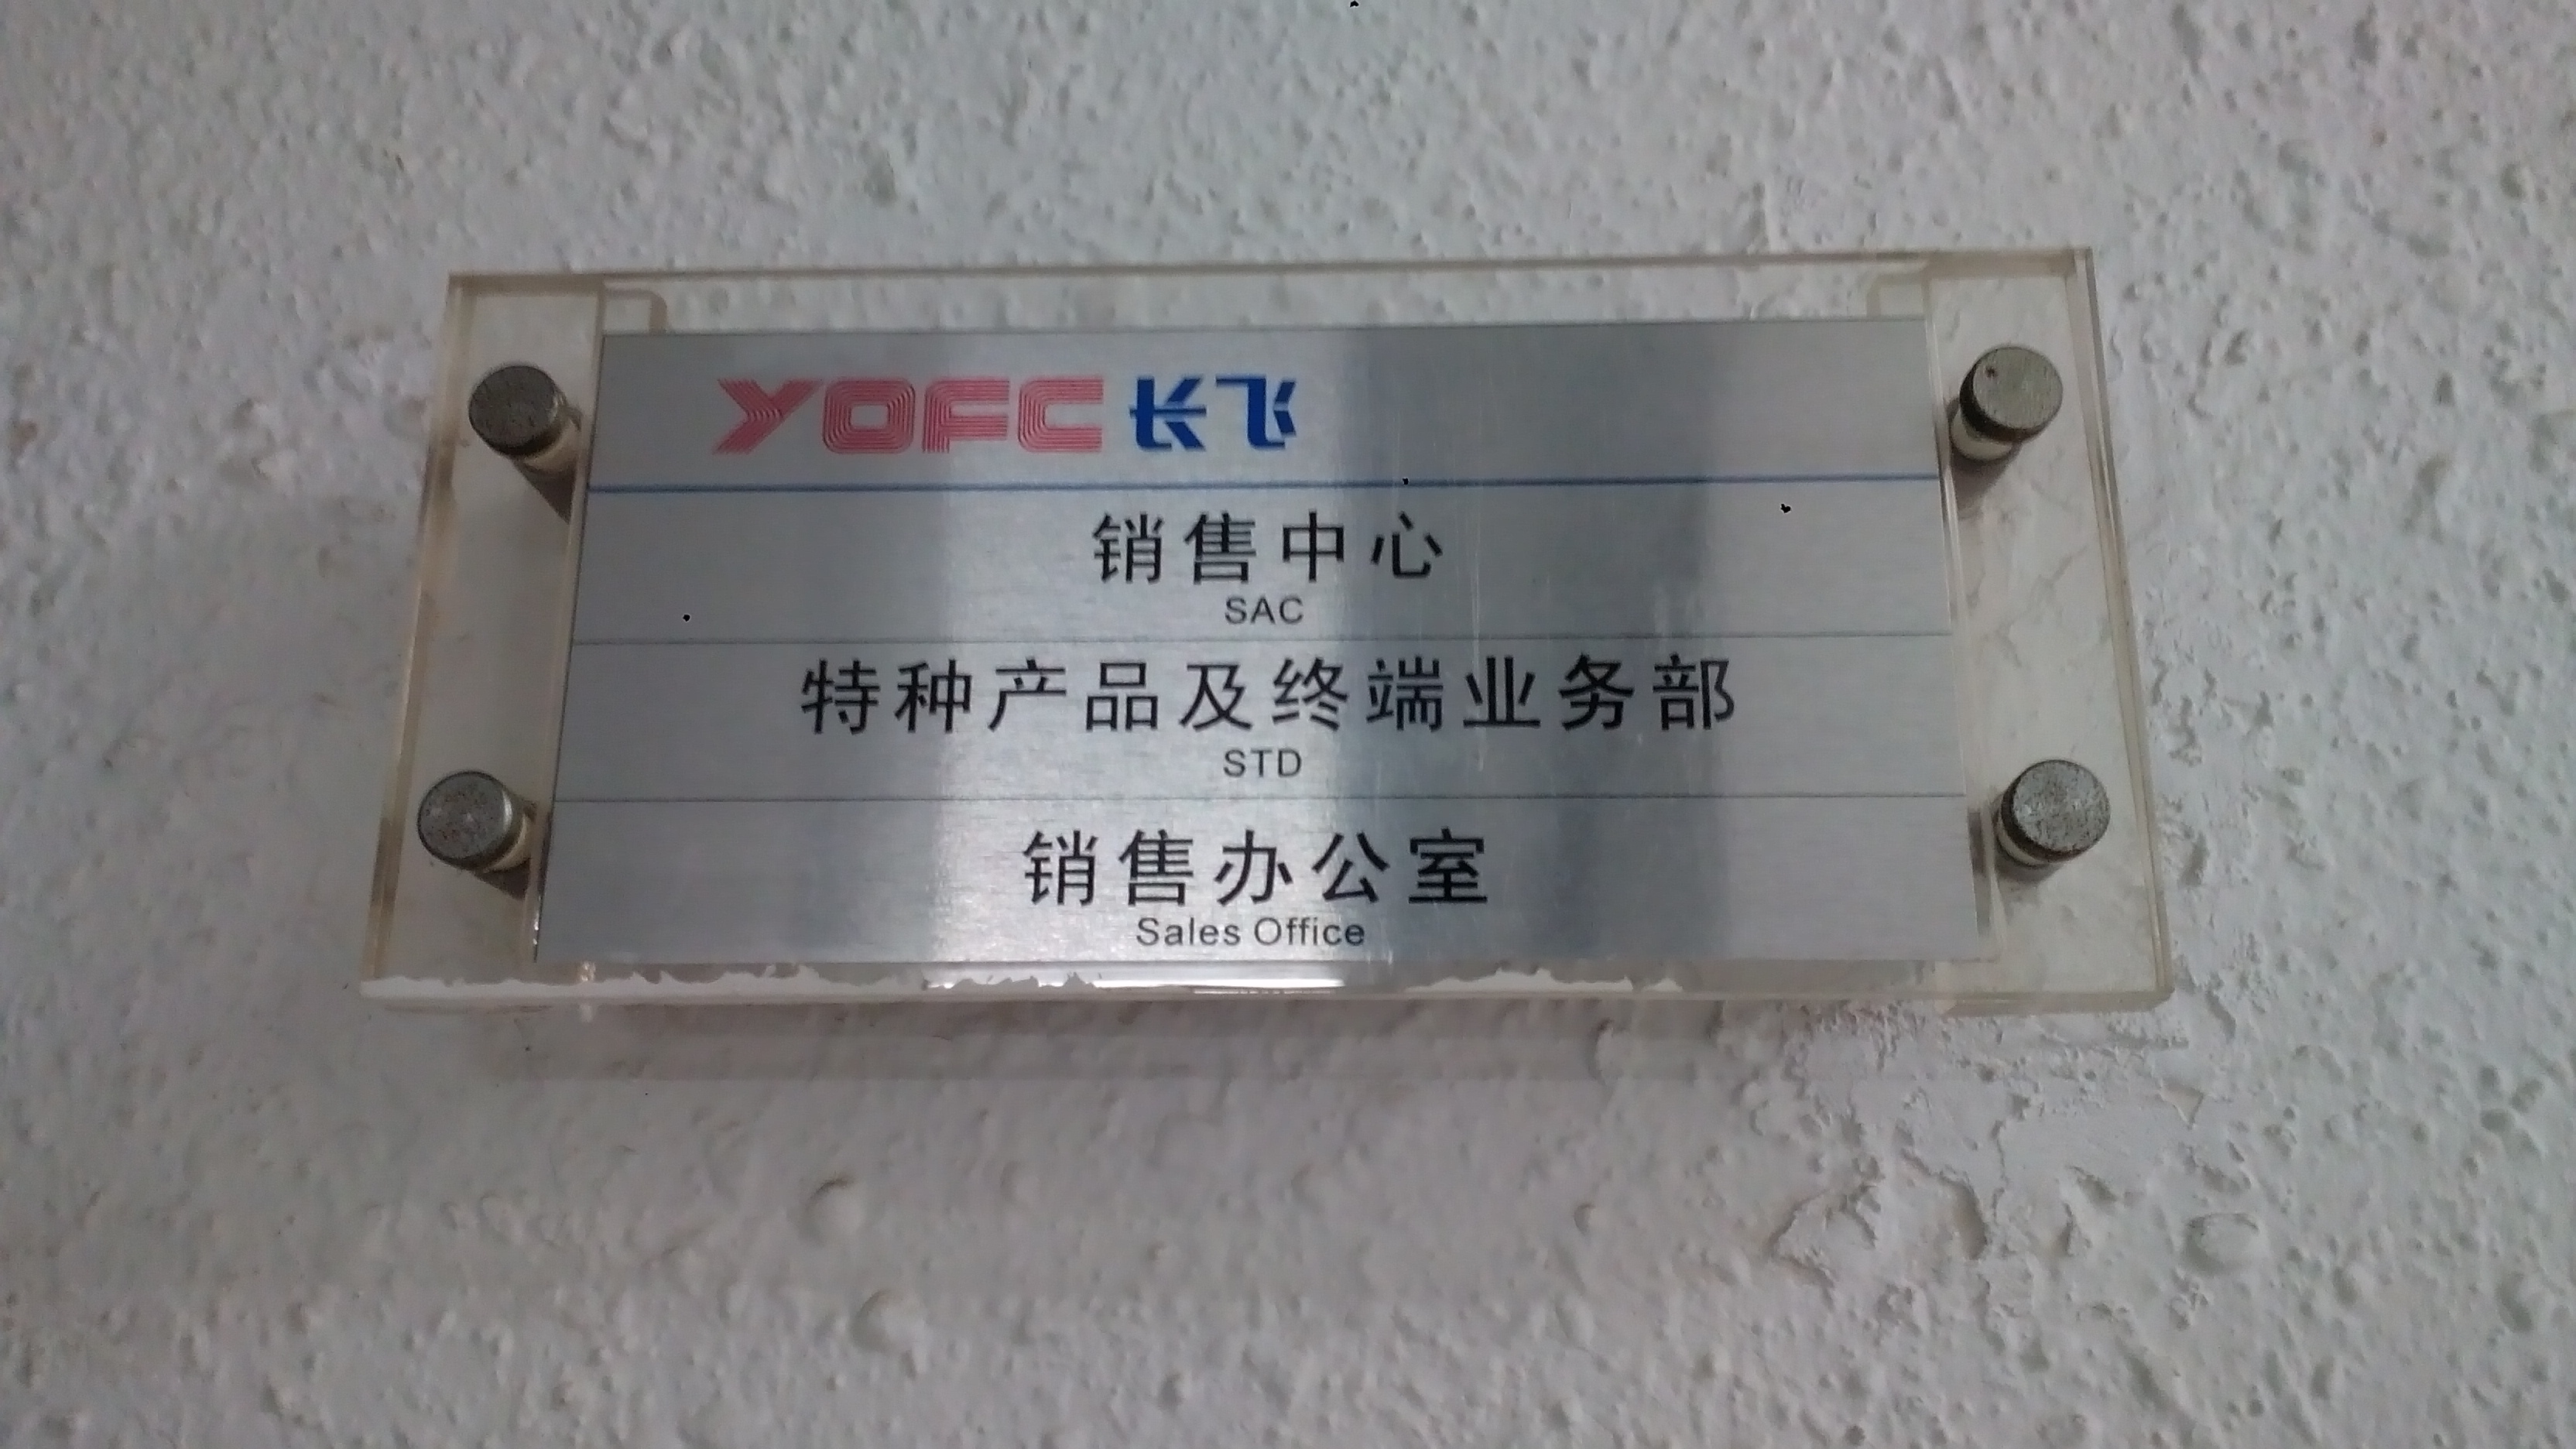 YOFC 长飞
销售中心
SAC
特种产品及终端业务部
STD
销售办公室
Sales Office